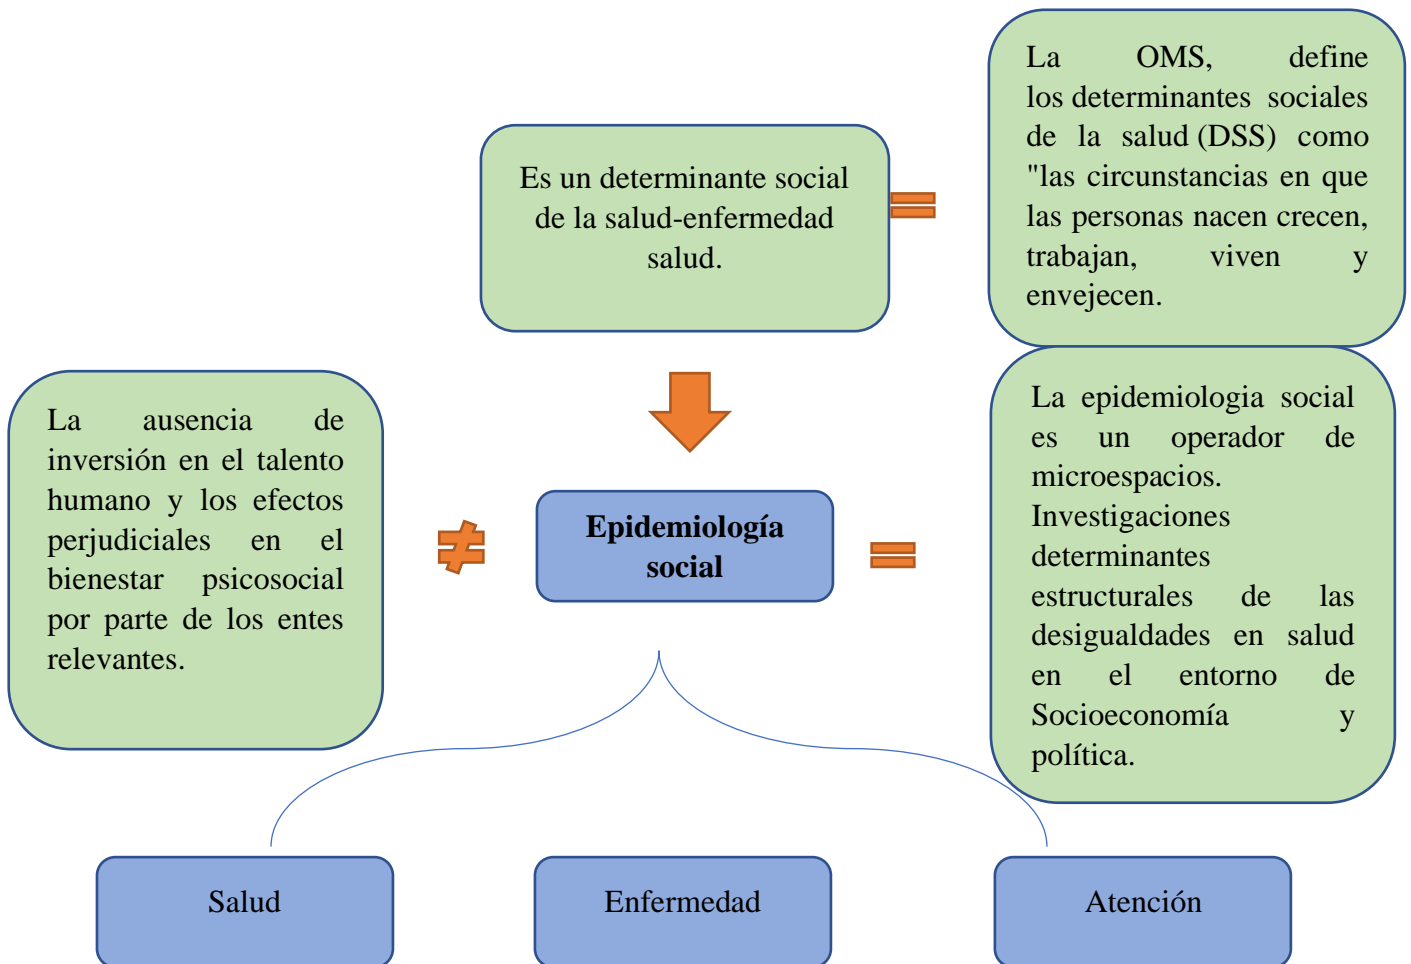 Es un determinante social
de la salud-enfermedad
salud.
La OMS, define
los determinantes sociales
de la salud (DSS) como
"las circunstancias en que
las personas nacen crecen,
trabajan, viven y
envejecen.
La ausencia de
inversión en el talento
humano y los efectos
perjudiciales en el
bienestar psicosocial
por parte de los entes
relevantes.
Epidemiología
social
La epidemiologia social
es un operador de
microespacios.
Investigaciones
determinantes
estructurales de las
desigualdades en salud
en el entorno de
Socioeconomía y
política.
Salud
Enfermedad
Atención